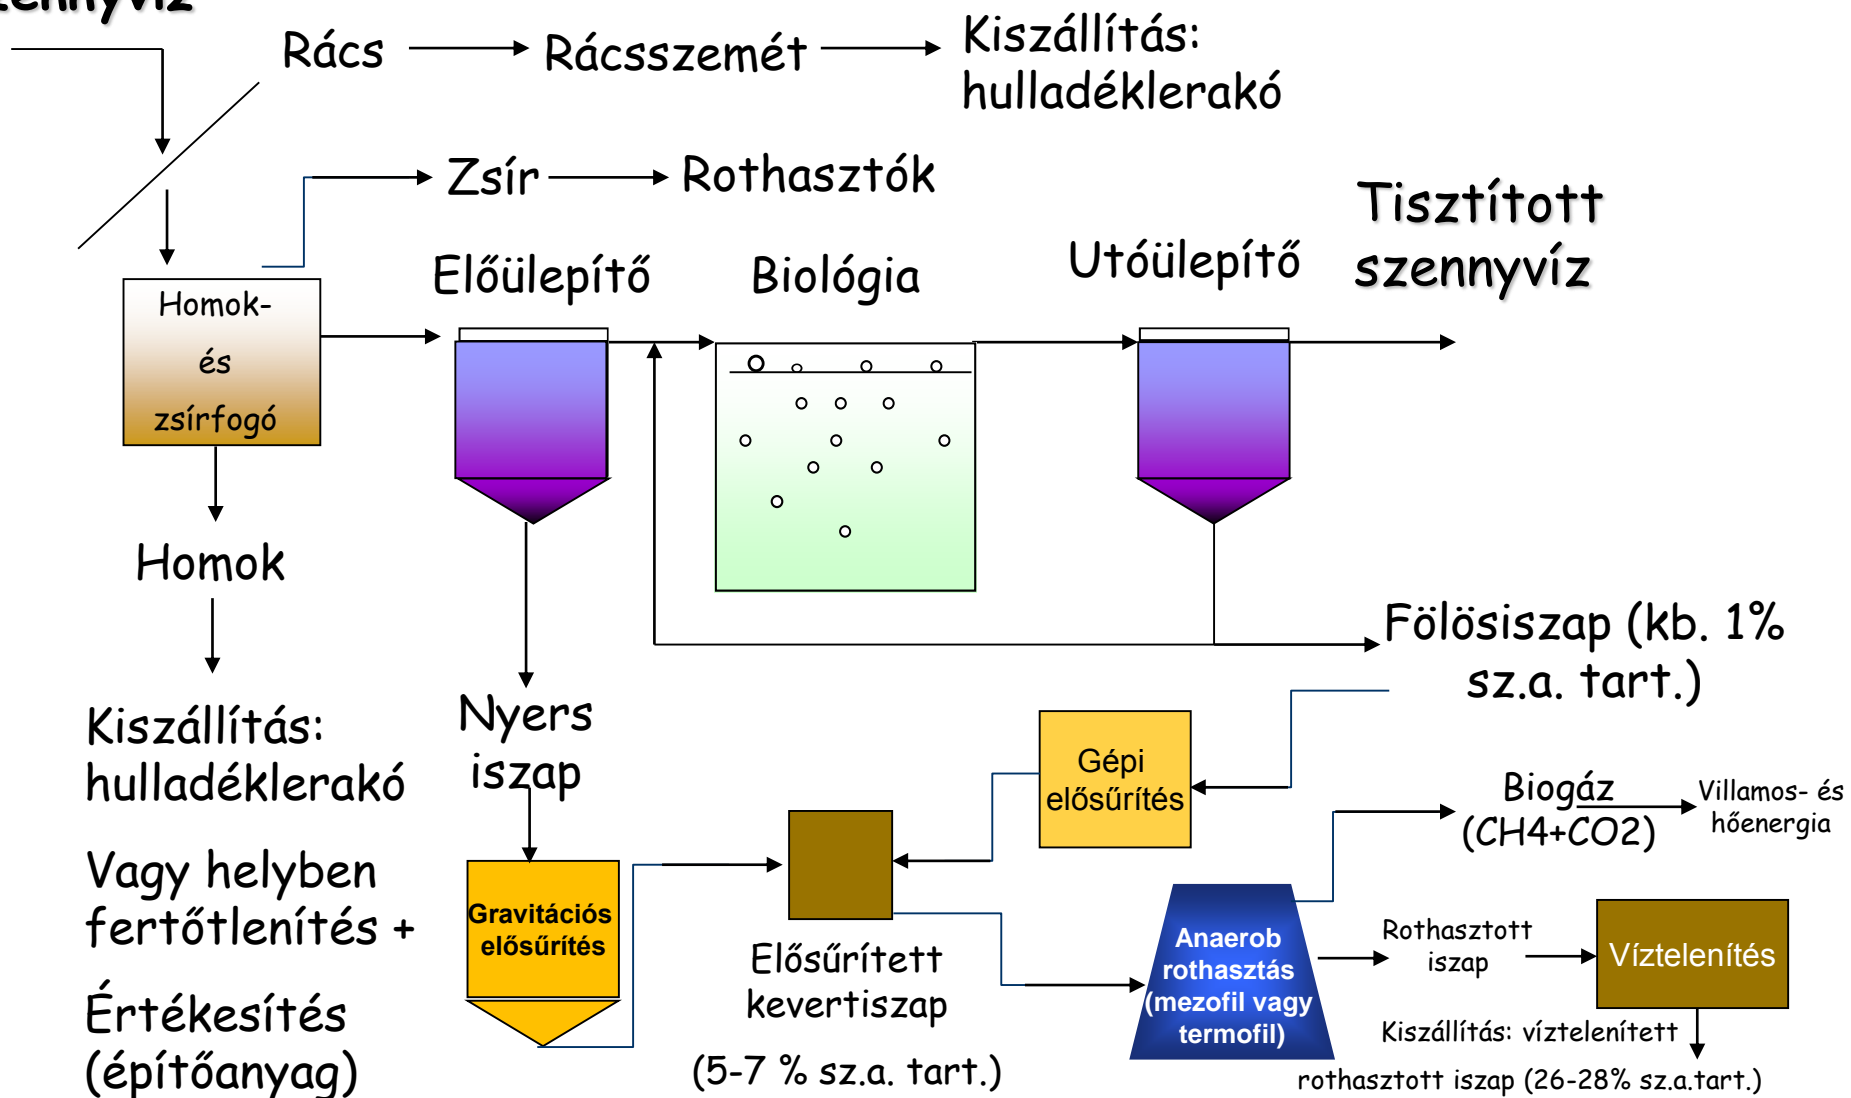 Rács
Rácsszemét
Kiszállítás:
hulladéklerakó
Zsír
Rothasztók
Tisztított
szennyvíz
Előülepítő
Biológia
Utóülepítő
Homok-
és
zsírfogó
Homok
Kiszállítás:
hulladéklerakó
Vagy helyben
fertőtlenítés +
Értékesítés
(építőanyag)
Nyers
iszap
Fölösiszap (kb. 1%
sz.a. tart.)
Gépi
elősűrítés
Gravitációs
elősűrítés
Elősűrített
kevertiszap
(5-7 % sz.a. tart.)
Anaerob
rothasztás
(mezofil vagy
termofil)
Biogáz
(CH4+CO2)
Villamos- és
hőenergia
Rothasztott
iszap
Víztelenítés
Kiszállítás: víztelenített
rothasztott iszap (26-28% sz.a.tart.)